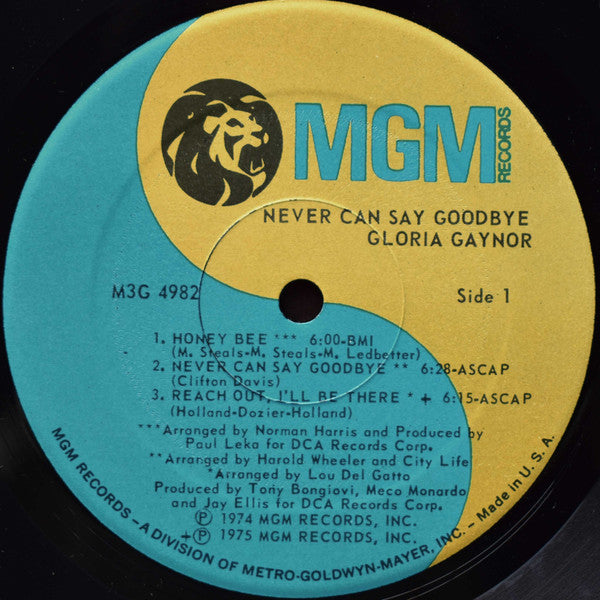 MGM
RECORDS
NEVER CAN SAY GOODBYE
GLORIA GAYNOR
M3G 4982
Side 1
1. HONEY BEE *** 6:00-BMI
(M. Steals-M. Steals-M. Ledbetter)
2. NEVER CAN SAY GOODBYE ** 6:28-ASCAP
(Clifton Davis)
3. REACH OUT, I'LL BE THERE * + 6:15-ASCAP
(Holland-Dozier-Holland)
***Arranged by Norman Harris and Produced by
Paul Leka for DCA Records Corp.
**Arranged by Harold Wheeler and City Life
*Arranged by Lou Del Gatto
Produced by Tony Bongiovi, Meco Monardo
and Jay Ellis for DCA Records Corp.
℗ 1974 MGM RECORDS, INC.
+℗ 1975 MGM RECORDS, INC.
MGM RECORDS – A DIVISION OF METRO-GOLDWYN-MAYER, INC. – Made in U. S. A.